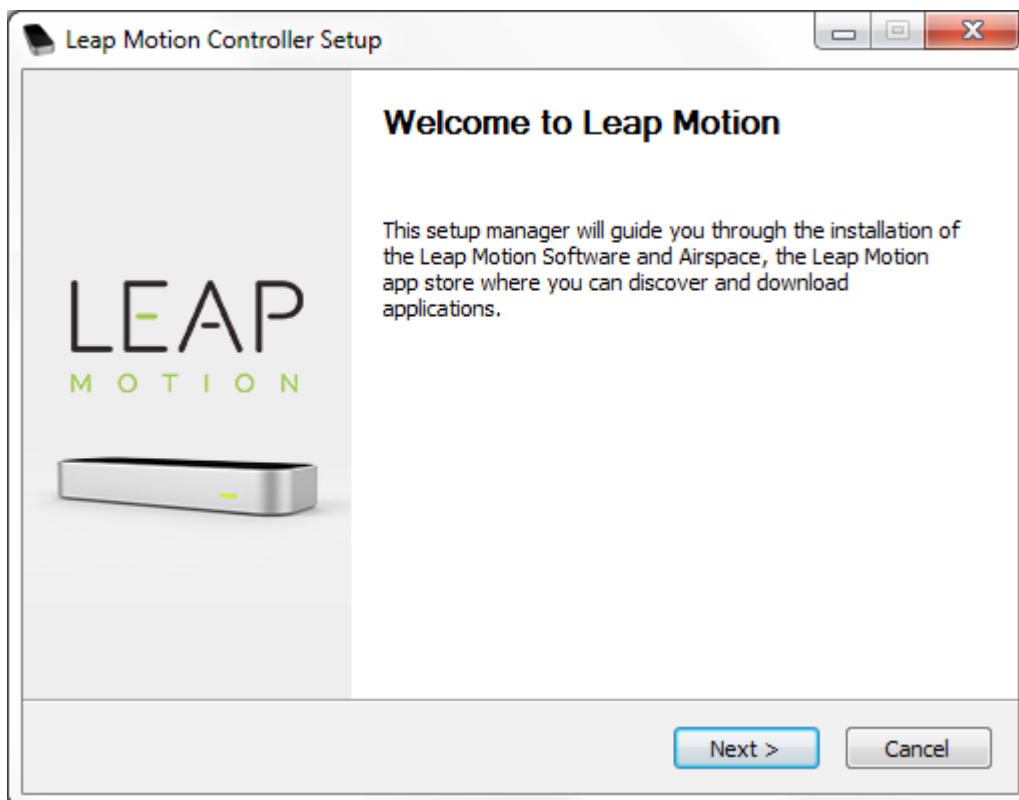 Leap Motion Controller Setup
Welcome to Leap Motion
This setup manager will guide you through the installation of
the Leap Motion Software and Airspace, the Leap Motion
app store where you can discover and download
applications.
LEAP
MOTION
Next >
Cancel